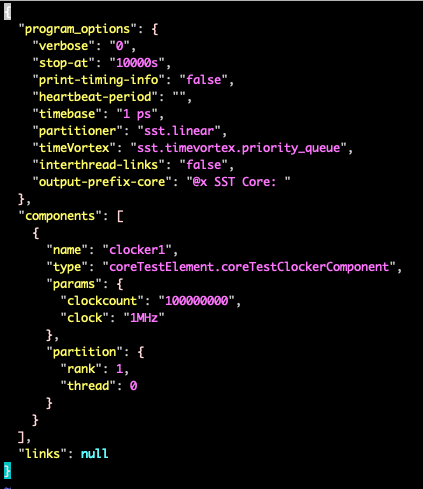 {
  "program_options": {
    "verbose": "0",
    "stop-at": "10000s",
    "print-timing-info": "false",
    "heartbeat-period": "",
    "timebase": "1 ps",
    "partitioner": "sst.linear",
    "timeVortex": "sst.timevortex.priority_queue",
    "interthread-links": "false",
    "output-prefix-core": "@x SST Core: "
  },
  "components": [
    {
      "name": "clocker1",
      "type": "coreTestElement.coreTestClockerComponent",
      "params": {
        "clockcount": "100000000",
        "clock": "1MHz"
      },
      "partition": {
        "rank": 1,
        "thread": 0
      }
    }
  ],
  "links": null
}
~